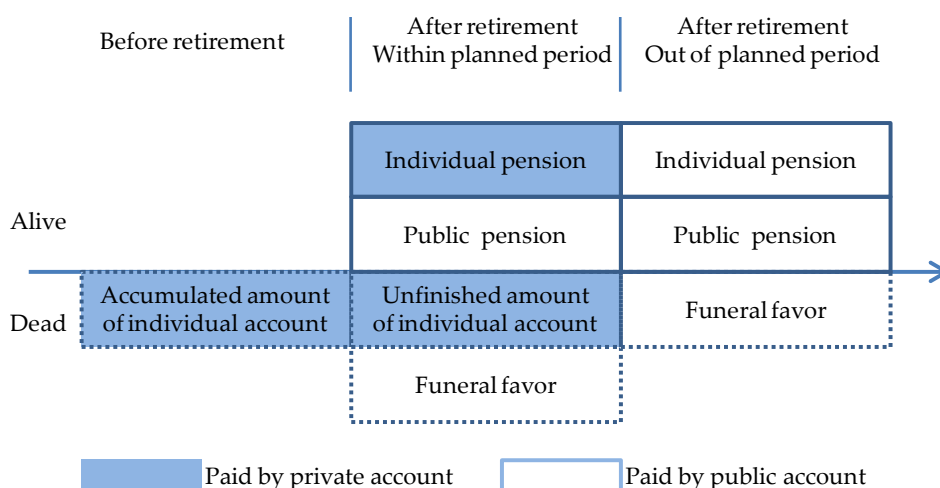 Before retirement
After retirement
Within planned period
After retirement
Out of planned period
Individual pension
Individual pension
Alive
Public pension
Public pension
Dead
Accumulated amount
of individual account
Unfinished amount
of individual account
Funeral favor
Funeral favor
Paid by private account
Paid by public account